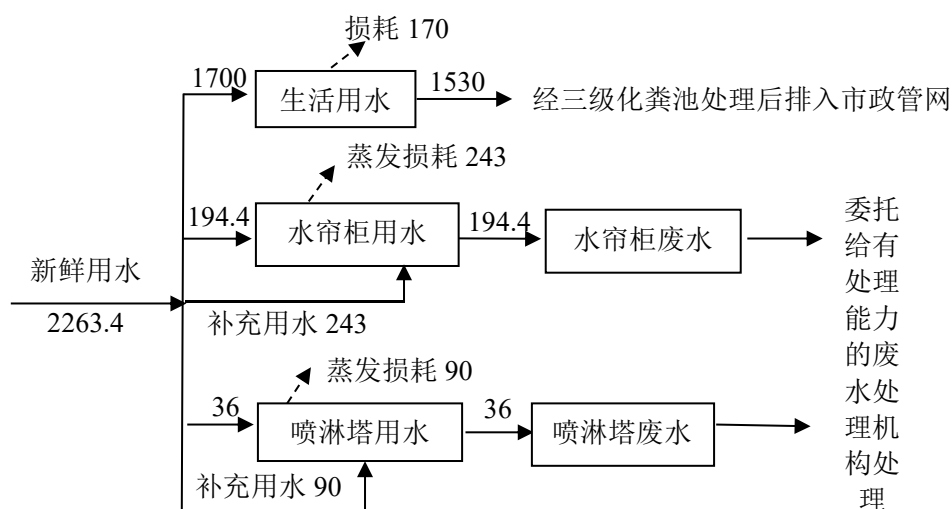 损耗 170
1700
生活用水
1530
经三级化粪池处理后排入市政管网
蒸发损耗 243
194.4
水帘柜用水
194.4
水帘柜废水
新鲜用水
2263.4
补充用水 243
蒸发损耗 90
36
喷淋塔用水
36
喷淋塔废水
补充用水 90
委托
给有
处理
能力
的废
水处
理机
构处
理